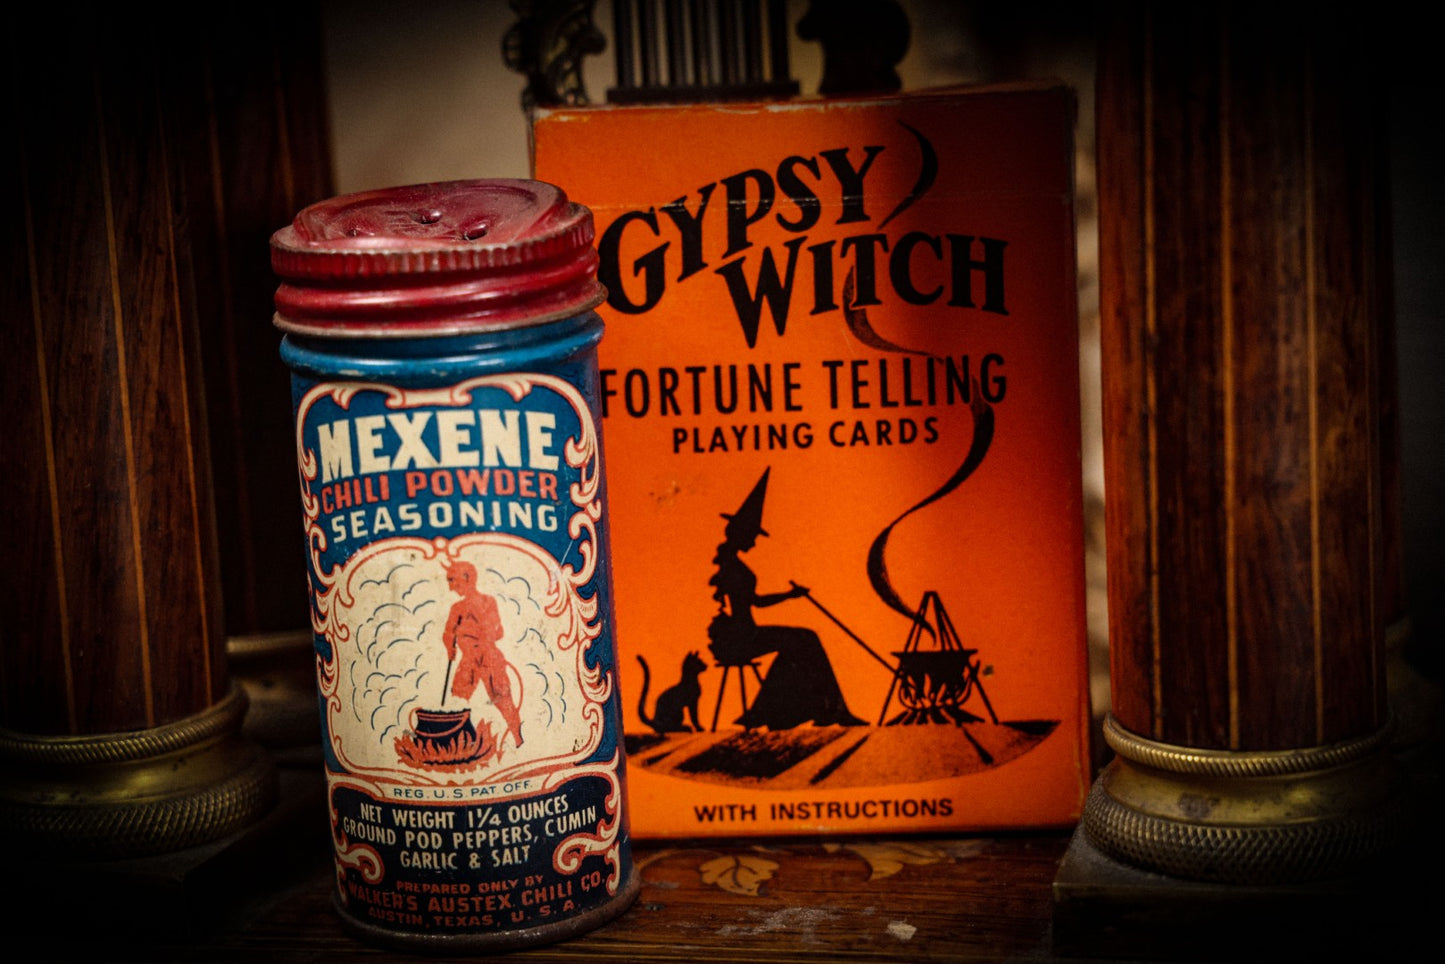 MEXENE
CHILI POWDER
SEASONING
REG. U.S. PAT. OFF.
NET WEIGHT 1¼ OUNCES
GROUND POD PEPPERS, CUMIN
GARLIC & SALT
PREPARED ONLY BY
WALKER'S AUSTEX CHILI CO.
AUSTIN, TEXAS, U. S. A.
GYPSY
WITCH
FORTUNE TELLING
PLAYING CARDS
WITH INSTRUCTIONS